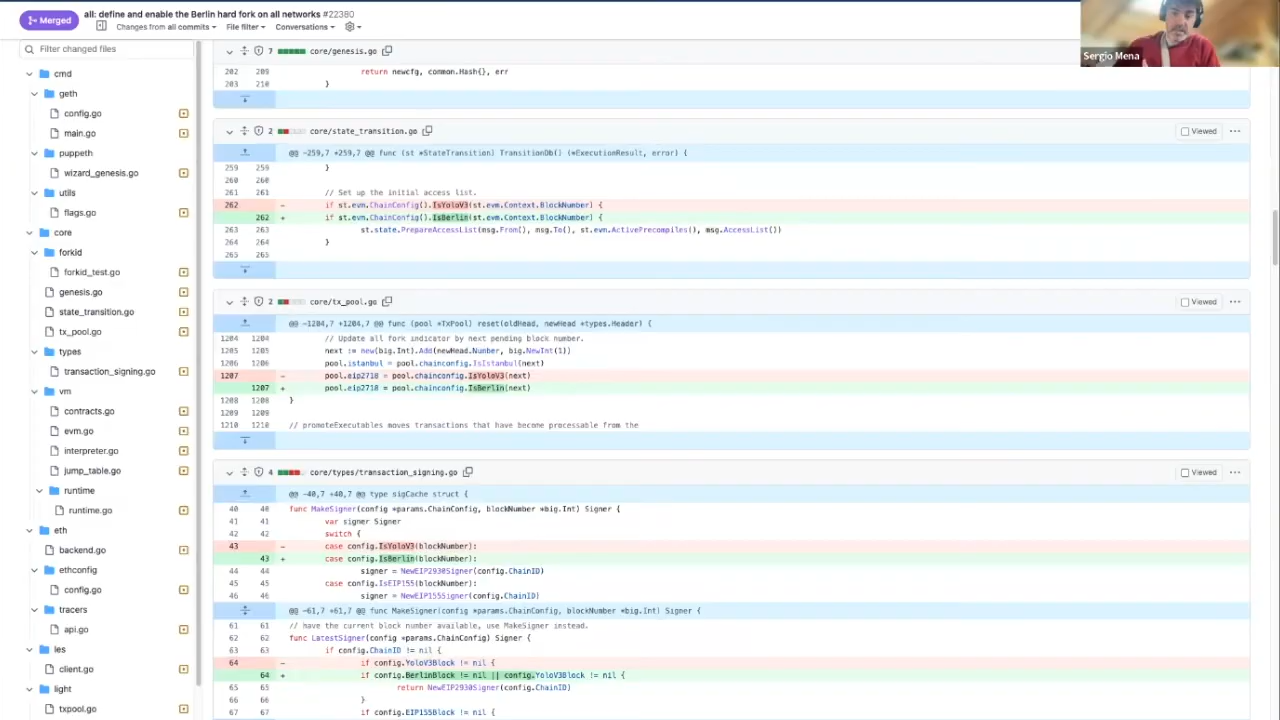 Merged
all: define and enable the Berlin hard fork on all networks #22380
Changes from all commits
File filter
Conversations
Sergio Mena
Filter changed files
cmd
geth
config.go
main.go
puppeth
wizard_genesis.go
utils
flags.go
core
forkid
forkid_test.go
genesis.go
state_transition.go
tx_pool.go
types
transaction_signing.go
vm
contracts.go
evm.go
interpreter.go
jump_table.go
runtime
runtime.go
eth
backend.go
ethconfig
config.go
tracers
api.go
les
client.go
light
txpool.go
7 core/genesis.go
202 209 return newcfg, common.Hash{}, err
203 210 }
2 core/state_transition.go
Viewed
@@ -259,7 +259,7 @@ func (st *StateTransition) TransitionDb() (*ExecutionResult, error) {
259 259 }
260 260
261 261 // Set up the initial access list.
262 - if st.evm.ChainConfig().IsYoloV3(st.evm.Context.BlockNumber) {
262 + if st.evm.ChainConfig().IsBerlin(st.evm.Context.BlockNumber) {
263 263 st.state.PrepareAccessList(msg.From(), msg.To(), st.evm.ActivePrecompiles(), msg.AccessList())
264 264 }
265 265
2 core/tx_pool.go
Viewed
@@ -1204,7 +1204,7 @@ func (pool *TxPool) reset(oldHead, newHead *types.Header) {
1204 1204 // Update all fork indicator by next pending block number.
1205 1205 next := new(big.Int).Add(newHead.Number, big.NewInt(1))
1206 1206 pool.istanbul = pool.chainconfig.IsIstanbul(next)
1207 - pool.eip2718 = pool.chainconfig.IsYoloV3(next)
1207 + pool.eip2718 = pool.chainconfig.IsBerlin(next)
1208 1208 }
1209 1209
1210 1210 // promoteExecutables moves transactions that have become processable from the
4 core/types/transaction_signing.go
Viewed
@@ -40,7 +40,7 @@ type sigCache struct {
40 40 func MakeSigner(config *params.ChainConfig, blockNumber *big.Int) Signer {
41 41 var signer Signer
42 42 switch {
43 - case config.IsYoloV3(blockNumber):
43 + case config.IsBerlin(blockNumber):
44 44 signer = NewEIP2930Signer(config.ChainID)
45 45 case config.IsEIP155(blockNumber):
46 46 signer = NewEIP155Signer(config.ChainID)
@@ -61,7 +61,7 @@ func MakeSigner(config *params.ChainConfig, blockNumber *big.Int) Signer {
61 61 // have the current block number available, use MakeSigner instead.
62 62 func LatestSigner(config *params.ChainConfig) Signer {
63 63 if config.ChainID != nil {
64 - if config.YoloV3Block != nil {
64 + if config.BerlinBlock != nil || config.YoloV3Block != nil {
65 65 return NewEIP2930Signer(config.ChainID)
66 66 }
67 67 if config.EIP155Block != nil {